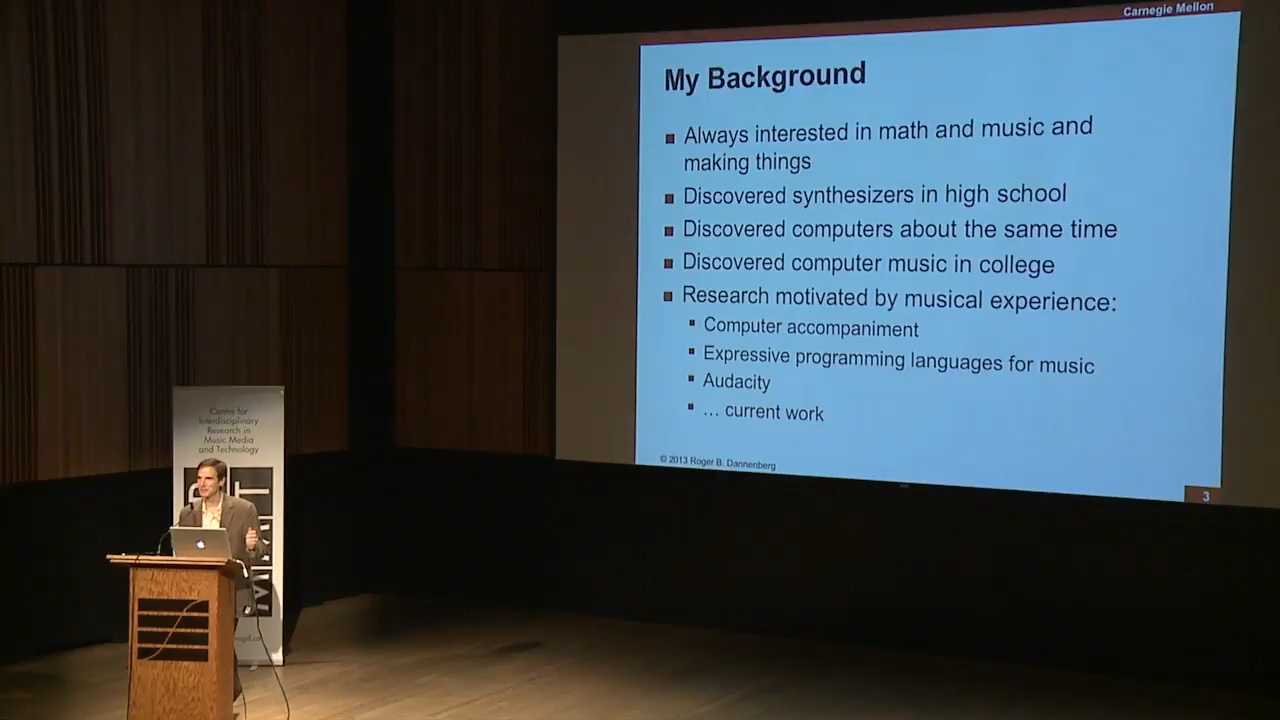 Carnegie Mellon
My Background
Always interested in math and music and
making things
Discovered synthesizers in high school
Discovered computers about the same time
Discovered computer music in college
Research motivated by musical experience:
Computer accompaniment
Expressive programming languages for music
Audacity
... current work
© 2013 Roger B. Dannenberg
3
Centre for
Interdisciplinary
Research in
Music Media
and Technology